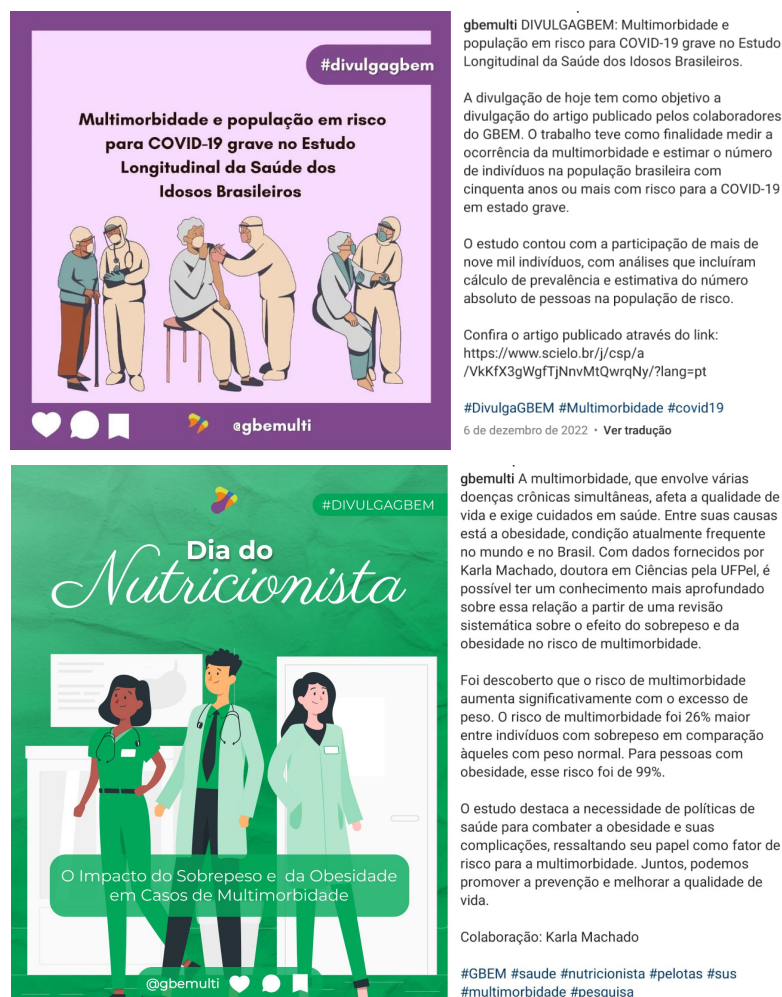 #divulgagbem
Multimorbidade e população em risco
para COVID-19 grave no Estudo
Longitudinal da Saúde dos
Idosos Brasileiros
@gbemulti
gbemulti DIVULGAGBEM: Multimorbidade e
população em risco para COVID-19 grave no Estudo
Longitudinal da Saúde dos Idosos Brasileiros.
A divulgação de hoje tem como objetivo a
divulgação do artigo publicado pelos colaboradores
do GBEM. O trabalho teve como finalidade medir a
ocorrência da multimorbidade e estimar o número
de indivíduos na população brasileira com
cinquenta anos ou mais com risco para a COVID-19
em estado grave.
O estudo contou com a participação de mais de
nove mil indivíduos, com análises que incluíram
cálculo de prevalência e estimativa do número
absoluto de pessoas na população de risco.
Confira o artigo publicado através do link:
https://www.scielo.br/j/csp/a
/VkKfX3gWgfTjNnvMtQwrqNy/?lang=pt
#DivulgaGBEM #Multimorbidade #covid19
6 de dezembro de 2022 • Ver tradução
#DIVULGAGBEM
Dia do
Nutricionista
O Impacto do Sobrepeso e da Obesidade
em Casos de Multimorbidade
@gbemulti
gbemulti A multimorbidade, que envolve várias
doenças crônicas simultâneas, afeta a qualidade de
vida e exige cuidados em saúde. Entre suas causas
está a obesidade, condição atualmente frequente
no mundo e no Brasil. Com dados fornecidos por
Karla Machado, doutora em Ciências pela UFPel, é
possível ter um conhecimento mais aprofundado
sobre essa relação a partir de uma revisão
sistemática sobre o efeito do sobrepeso e da
obesidade no risco de multimorbidade.
Foi descoberto que o risco de multimorbidade
aumenta significativamente com o excesso de
peso. O risco de multimorbidade foi 26% maior
entre indivíduos com sobrepeso em comparação
àqueles com peso normal. Para pessoas com
obesidade, esse risco foi de 99%.
O estudo destaca a necessidade de políticas de
saúde para combater a obesidade e suas
complicações, ressaltando seu papel como fator de
risco para a multimorbidade. Juntos, podemos
promover a prevenção e melhorar a qualidade de
vida.
Colaboração: Karla Machado
#GBEM #saude #nutricionista #pelotas #sus
#multimorbidade #pesquisa